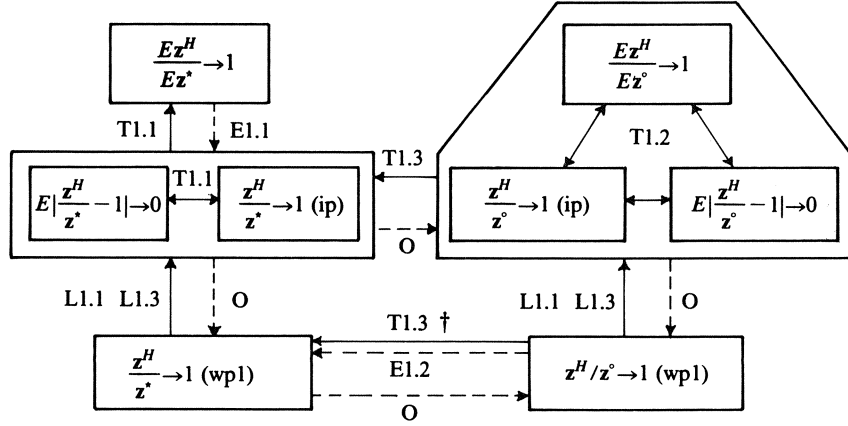 Ez^H / Ez* →1
Ez^H / Ez° →1
T1.1
E1.1
T1.2
T1.3
E| z^H / z* − 1|→0
T1.1
z^H / z* →1 (ip)
z^H / z° →1 (ip)
E| z^H / z° −1|→0
O
L1.1 L1.3
O
L1.1 L1.3
O
T1.3 †
z^H / z* →1 (wp1)
E1.2
z^H/z°→1 (wp1)
O